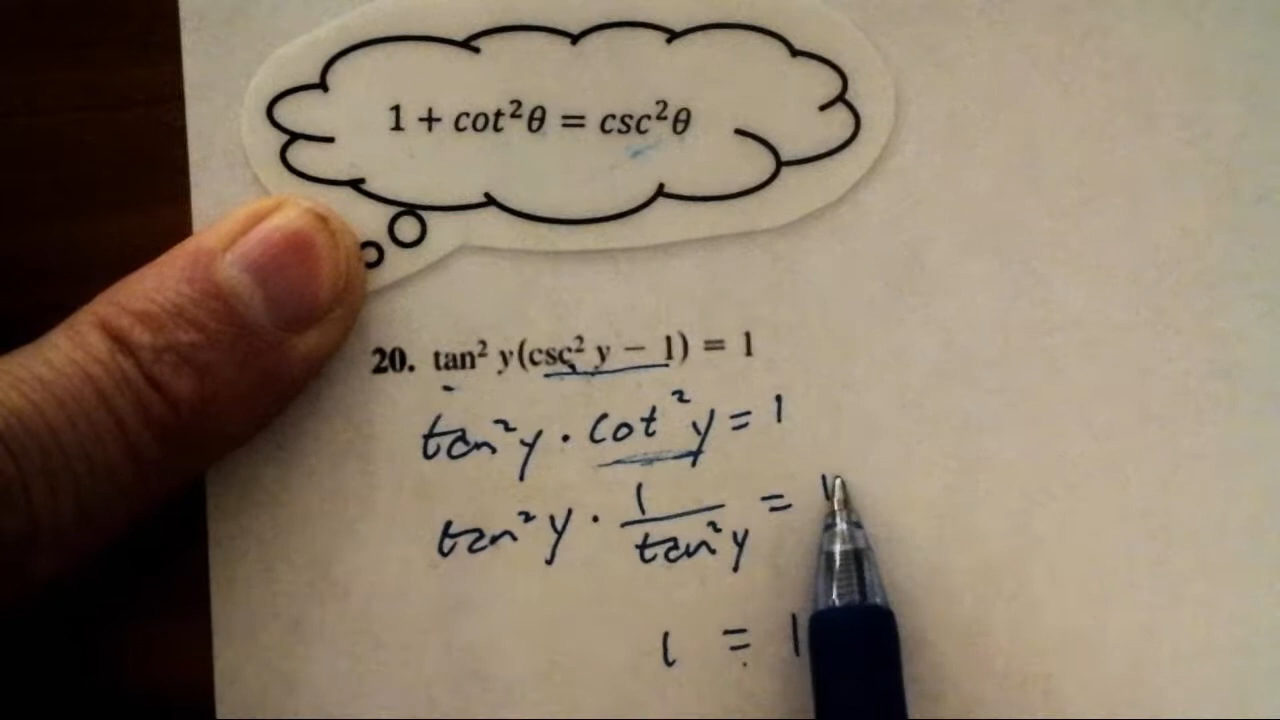 1 + cot²θ = csc²θ
20. tan² y(csc² y − 1) = 1
tan²y · cot²y = 1
tan²y · 1/tan²y = 1
1 = 1